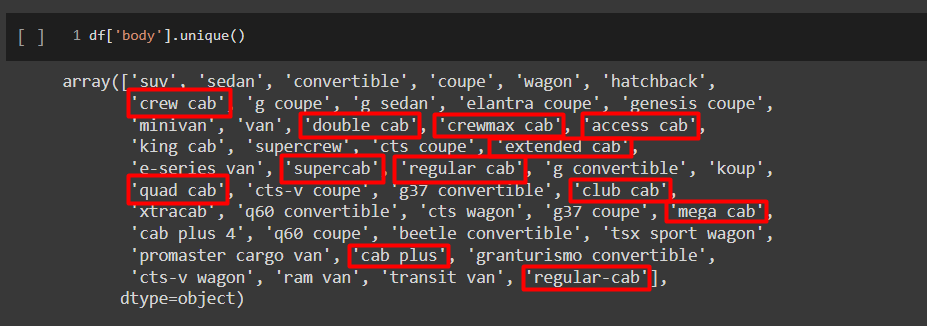 [ ] 1 df['body'].unique()
array(['suv', 'sedan', 'convertible', 'coupe', 'wagon', 'hatchback',
'crew cab', 'g coupe', 'g sedan', 'elantra coupe', 'genesis coupe',
'minivan', 'van', 'double cab', 'crewmax cab', 'access cab',
'king cab', 'supercrew', 'cts coupe', 'extended cab',
'e-series van', 'supercab', 'regular cab', 'g convertible', 'koup',
'quad cab', 'cts-v coupe', 'g37 convertible', 'club cab',
'xtracab', 'q60 convertible', 'cts wagon', 'g37 coupe', 'mega cab',
'cab plus 4', 'q60 coupe', 'beetle convertible', 'tsx sport wagon',
'promaster cargo van', 'cab plus', 'granturismo convertible',
'cts-v wagon', 'ram van', 'transit van', 'regular-cab'],
dtype=object)